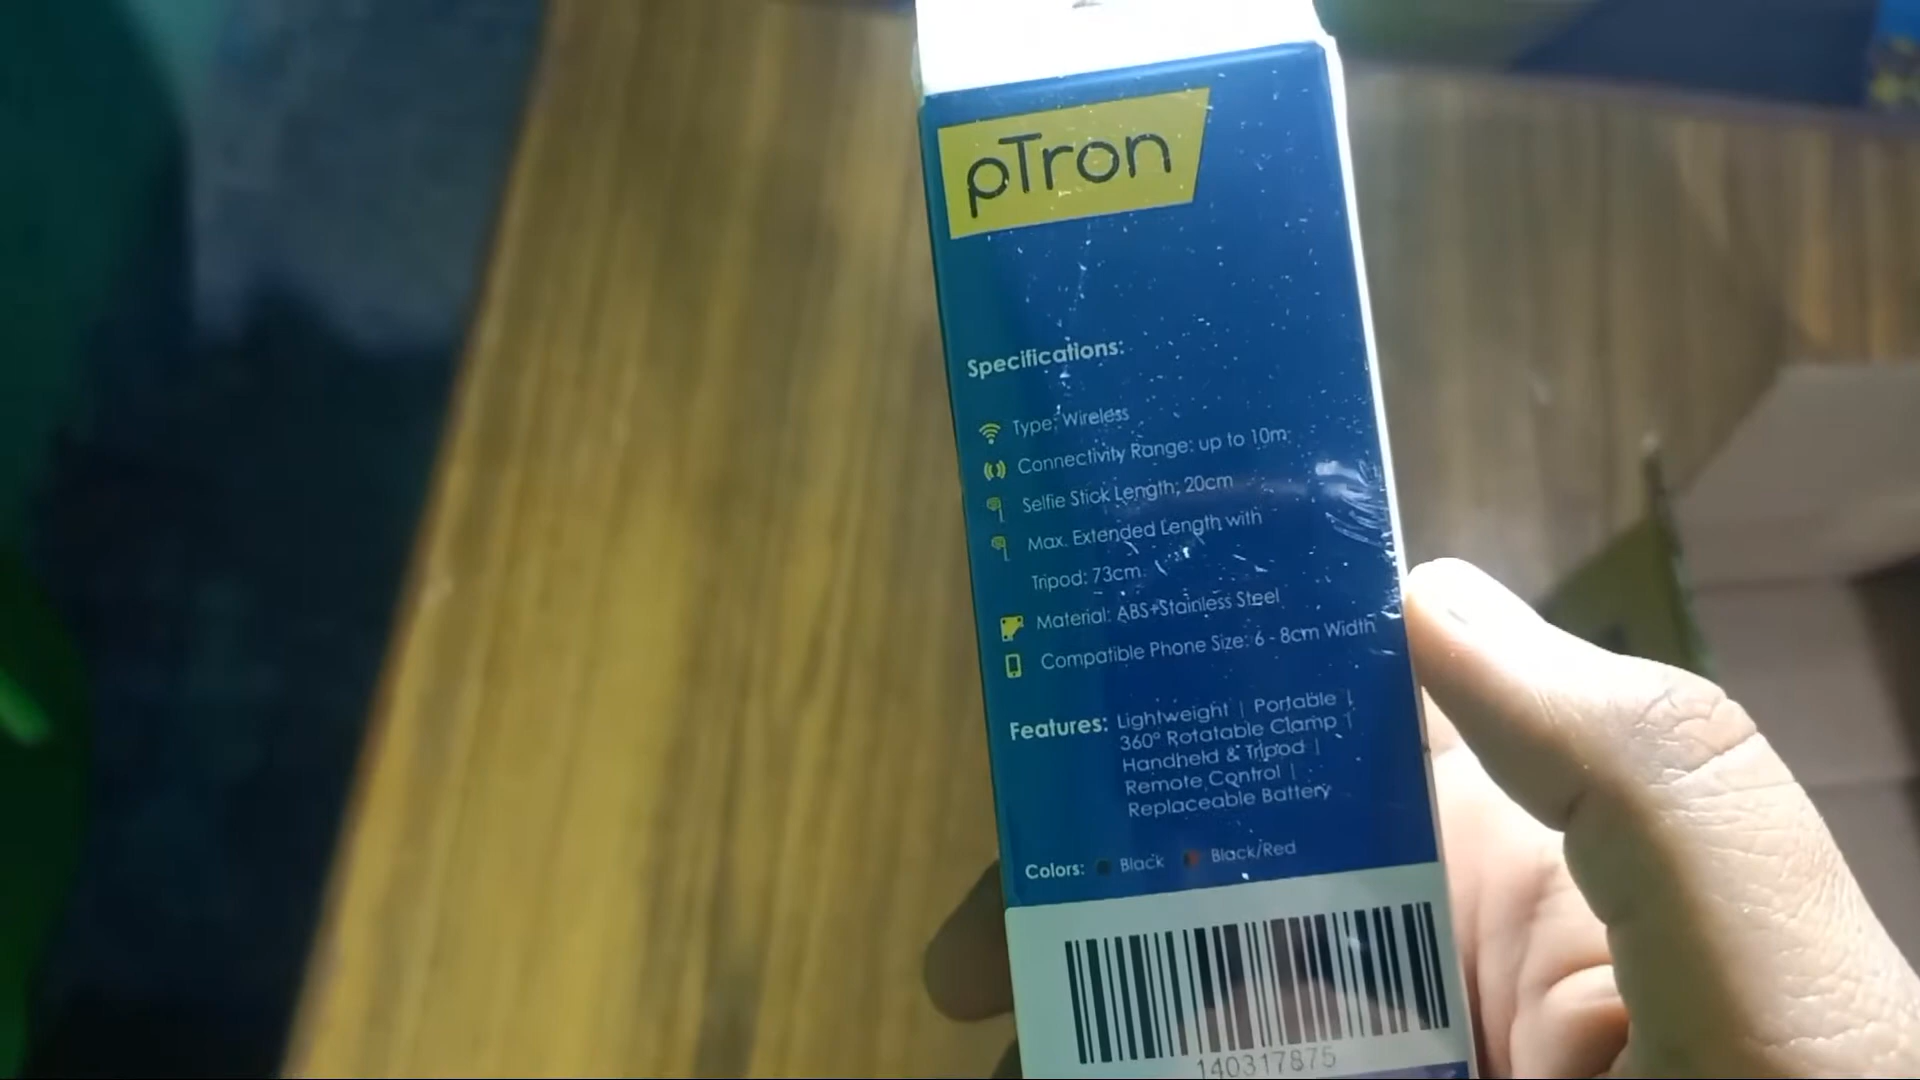 pTron
Specifications:
Type: Wireless
Connectivity Range: up to 10m
Selfie Stick Length: 20cm
Max. Extended Length with
Tripod: 73cm
Material: ABS+Stainless Steel
Compatible Phone Size: 6 - 8cm Width
Features: Lightweight | Portable |
360° Rotatable Clamp |
Handheld & Tripod |
Remote Control |
Replaceable Battery
Colors: Black Black/Red
140317875